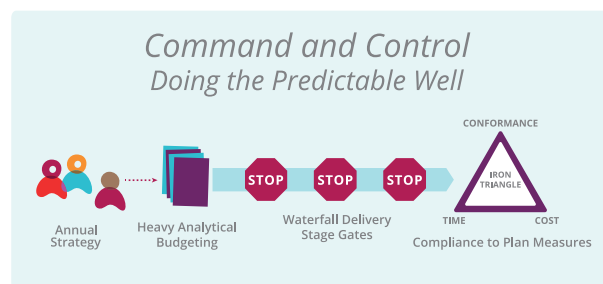 Command and Control
Doing the Predictable Well
CONFORMANCE
STOP STOP STOP
IRON
TRIANGLE
TIME COST
Annual
Strategy
Heavy Analytical
Budgeting
Waterfall Delivery
Stage Gates
Compliance to Plan Measures